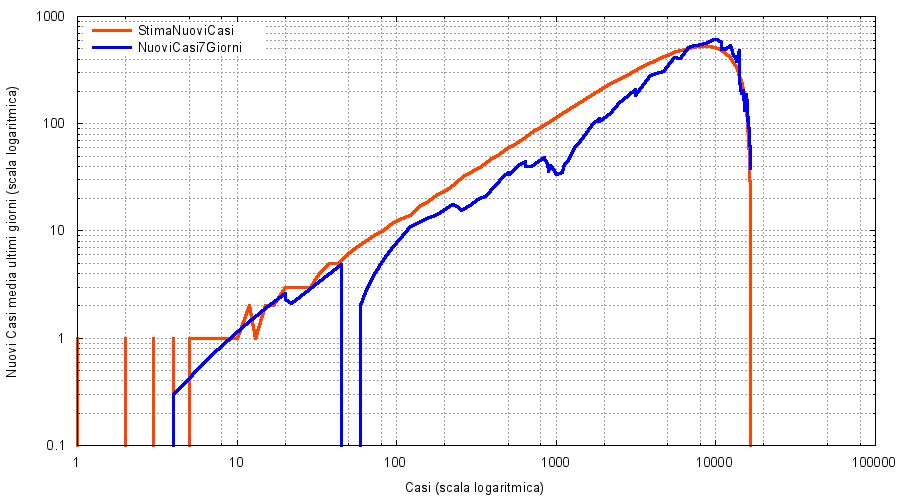 1000
StimaNuoviCasi
NuoviCasi7Giorni
100
10
1
0.1
Nuovi Casi media ultimi giorni (scala logaritmica)
1 10 100 1000 10000 100000
Casi (scala logaritmica)